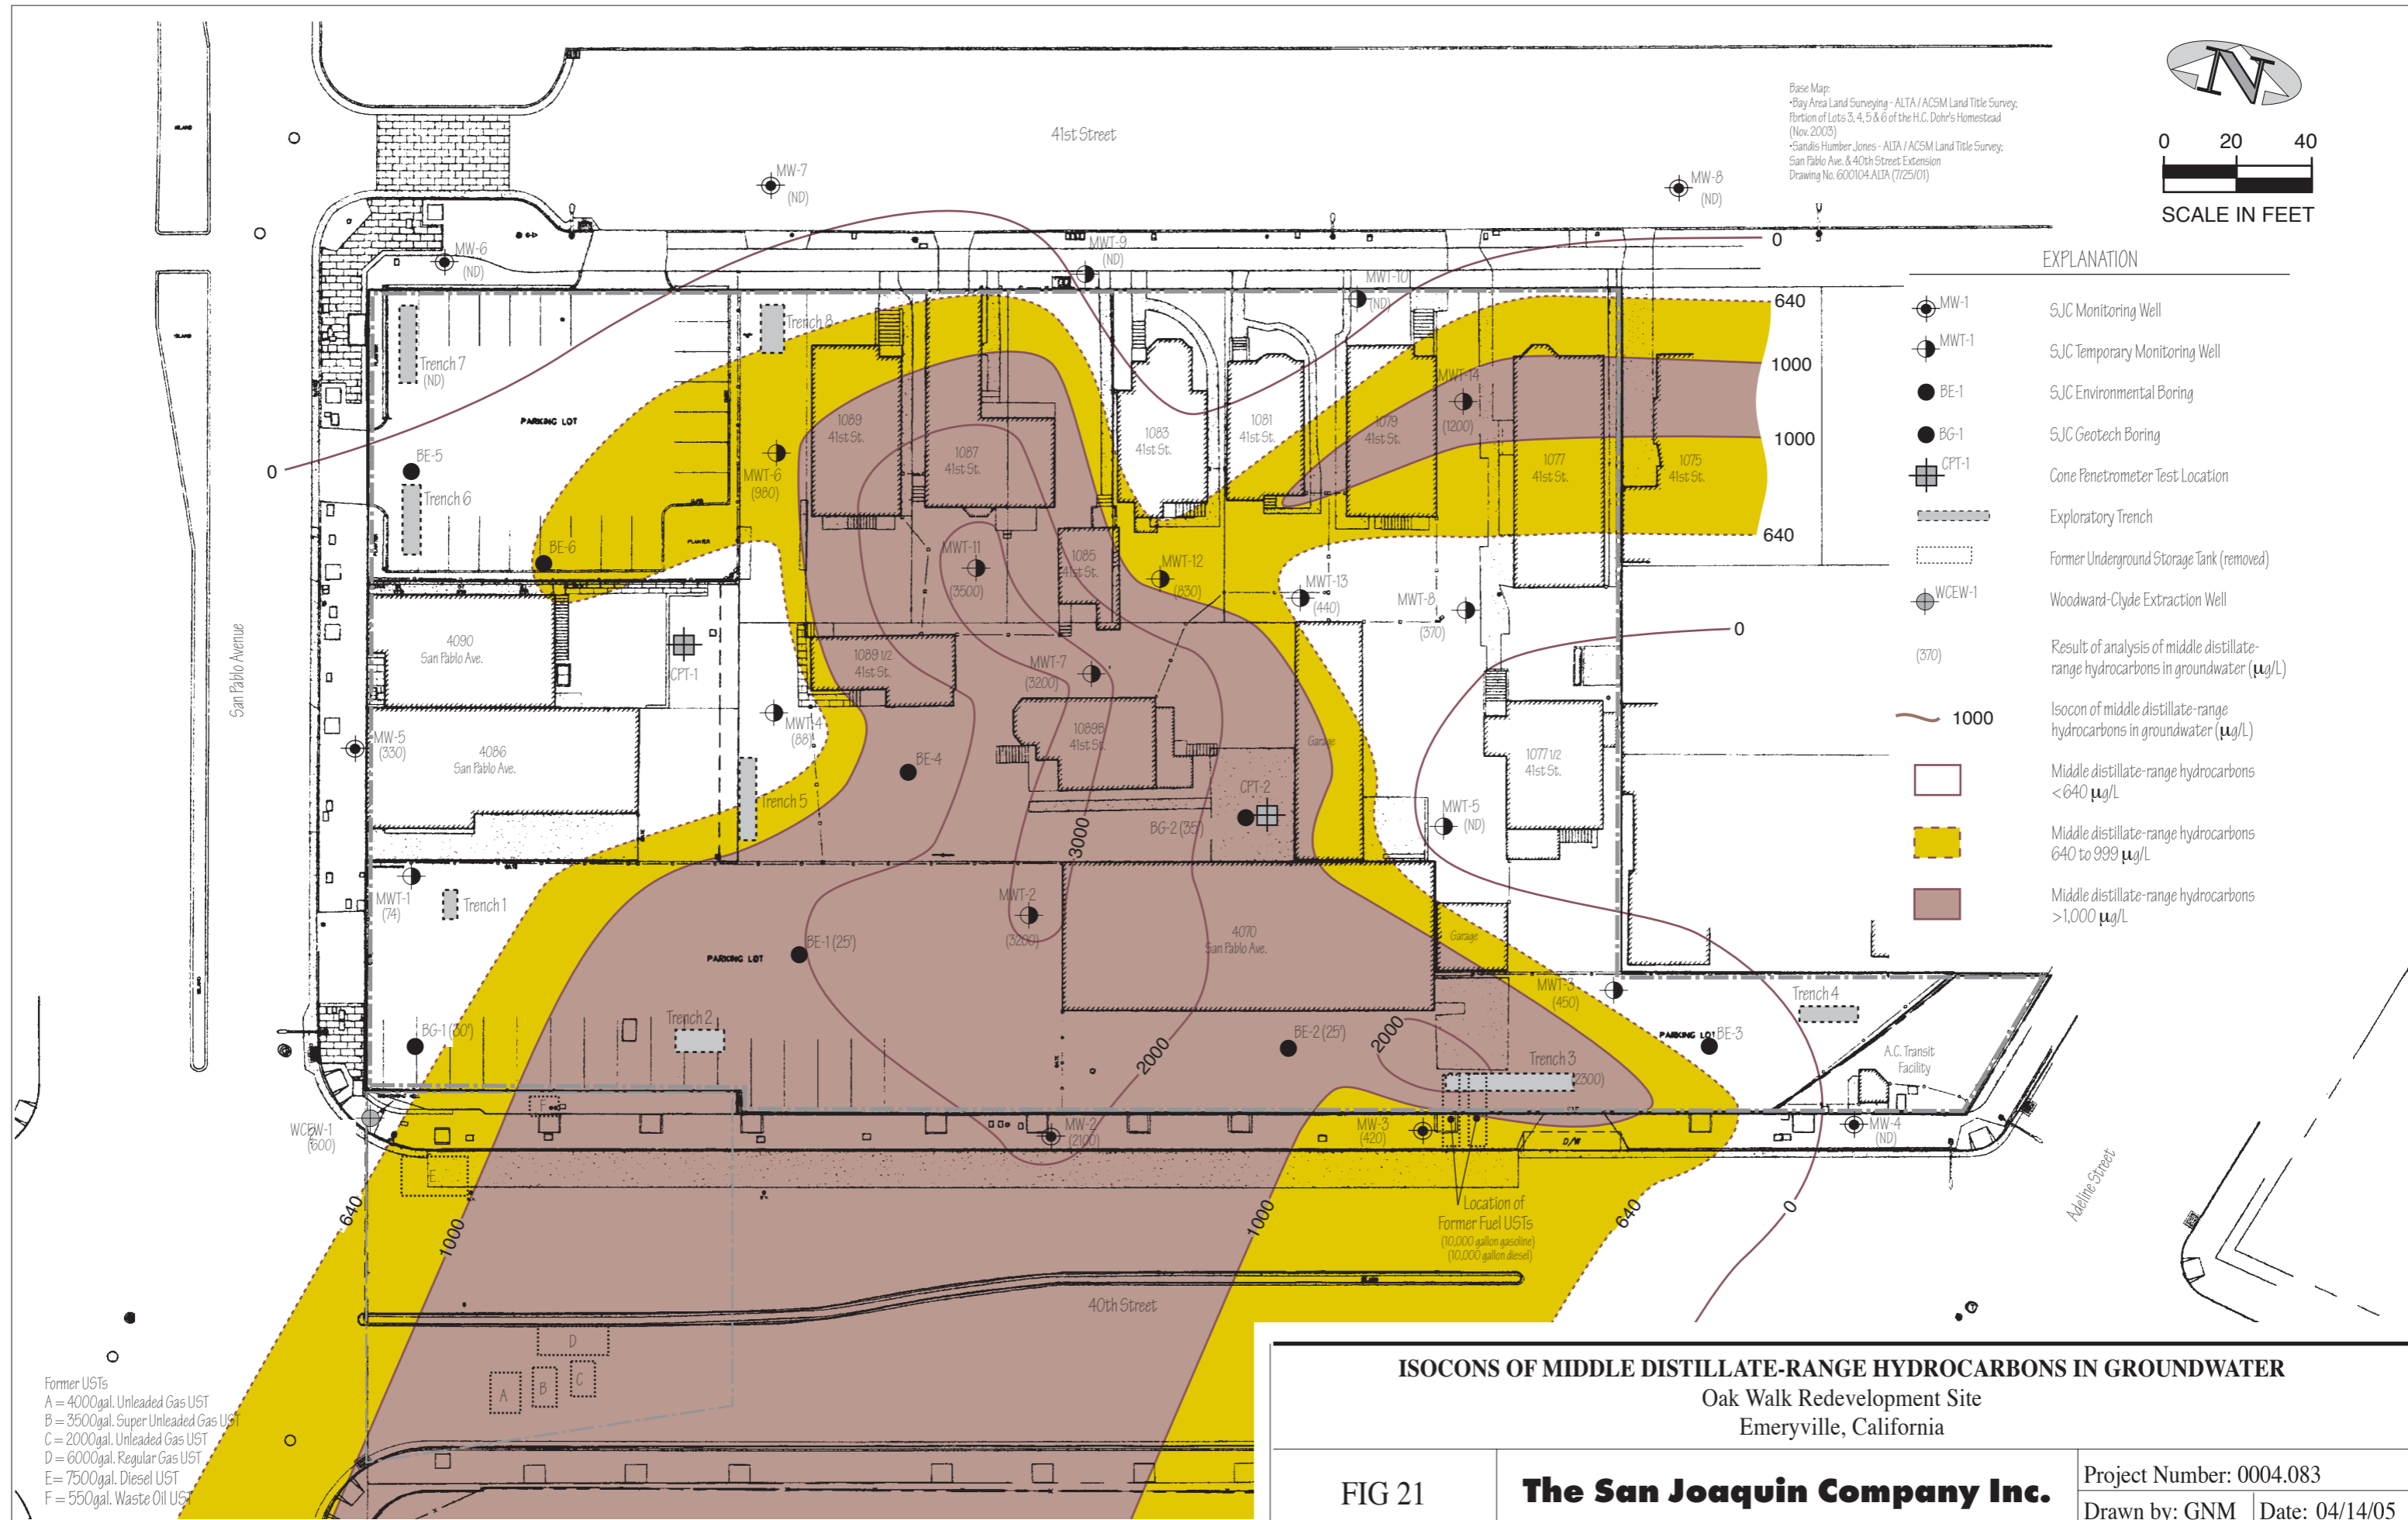 41st Street
Base Map:
•Bay Area Land Surveying - ALTA / ACSM Land Title Survey;
Portion of Lots 3, 4, 5 & 6 of the H.C. Dohr's Homestead
(Nov. 2003)
•Sandis Humber Jones - ALTA / ACSM Land Title Survey;
San Pablo Ave. & 40th Street Extension
Drawing No. 600104.ALTA (7/25/01)
N
0 20 40
SCALE IN FEET
EXPLANATION
MW-1 SJC Monitoring Well
MWT-1 SJC Temporary Monitoring Well
BE-1 SJC Environmental Boring
BG-1 SJC Geotech Boring
CPT-1 Cone Penetrometer Test Location
Exploratory Trench
Former Underground Storage Tank (removed)
WCEW-1 Woodward-Clyde Extraction Well
(370) Result of analysis of middle distillate-
range hydrocarbons in groundwater (µg/L)
1000 Isocon of middle distillate-range
hydrocarbons in groundwater (µg/L)
Middle distillate-range hydrocarbons
<640 µg/L
Middle distillate-range hydrocarbons
640 to 999 µg/L
Middle distillate-range hydrocarbons
>1,000 µg/L
ISLAND
ISLAND
ISLAND
MW-7
(ND)
MW-8
(ND)
MW-6
(ND)
MWT-9
(ND)
MWT-10
(ND)
0
640
1000
1000
640
0
0
Trench 7
(ND)
Trench 8
PARKING LOT
BE-5
Trench 6
BE-6
PLANTER
MWT-6
(980)
1089
41st St.
1087
41st St.
1083
41st St.
1081
41st St.
1079
41st St.
MWT-14
(1200)
1077
41st St.
1075
41st St.
MWT-11
(3500)
1085
41st St.
MWT-12
(830)
MWT-13
(440)
MWT-8
(370)
San Pablo Avenue
4090
San Pablo Ave.
CPT-1
1089 1/2
41st St.
MWT-7
(3200)
MWT-4
(88)
1089B
41st St.
Garage
1077 1/2
41st St.
MW-5
(330)
4086
San Pablo Ave.
BE-4
Trench 5
CPT-2
BG-2 (35')
3000
MWT-5
(ND)
MWT-1
(74)
Trench 1
MWT-2
(3200)
4070
San Pablo Ave.
Garage
BE-1 (25')
PARKING LOT
MWT-3
(450)
Trench 4
BG-1 (30')
Trench 2
2000
BE-2 (25')
2000
Trench 3
(2300)
PARKING LOT
BE-3
A.C. Transit
Facility
WCEW-1
(600)
F
E
MW-2
(2100)
MW-3
(420)
D/W
MW-4
(ND)
640
1000
1000
640
0
Location of
Former Fuel USTs
(10,000 gallon gasoline)
(10,000 gallon diesel)
Adeline Street
ISLAND
40th Street
D
A
B
C
Former USTs
A = 4000gal. Unleaded Gas UST
B = 3500gal. Super Unleaded Gas UST
C = 2000gal. Unleaded Gas UST
D = 6000gal. Regular Gas UST
E = 7500gal. Diesel UST
F = 550gal. Waste Oil UST
ISOCONS OF MIDDLE DISTILLATE-RANGE HYDROCARBONS IN GROUNDWATER
Oak Walk Redevelopment Site
Emeryville, California
FIG 21
The San Joaquin Company Inc.
Project Number: 0004.083
Drawn by: GNM Date: 04/14/05